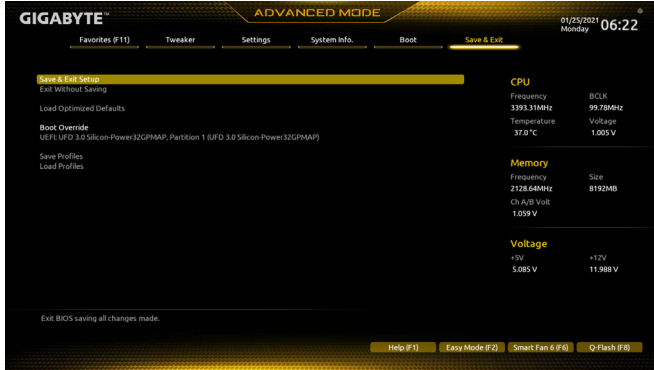 GIGABYTE™
ADVANCED MODE
01/25/2021
Monday
06:22
Favorites (F11)
Tweaker
Settings
System Info.
Boot
Save & Exit
Save & Exit Setup
Exit Without Saving
Load Optimized Defaults
Boot Override
UEFI: UFD 3.0 Silicon-Power32GPMAP, Partition 1 (UFD 3.0 Silicon-Power32GPMAP)
Save Profiles
Load Profiles
CPU
Frequency BCLK
3393.31MHz 99.78MHz
Temperature Voltage
37.0 °C 1.005 V
Memory
Frequency Size
2128.64MHz 8192MB
Ch A/B Volt
1.059 V
Voltage
+5V +12V
5.085 V 11.988 V
Exit BIOS saving all changes made.
Help (F1)
Easy Mode (F2)
Smart Fan 6 (F6)
Q-Flash (F8)